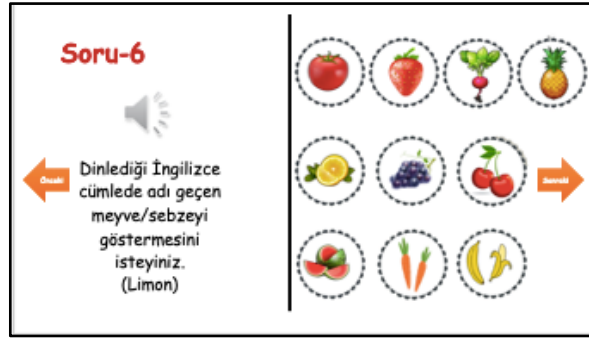 Soru-6
Önceki
Dinlediği İngilizce
cümlede adı geçen
meyve/sebzeyi
göstermesini
isteyiniz.
(Limon)
Sonraki